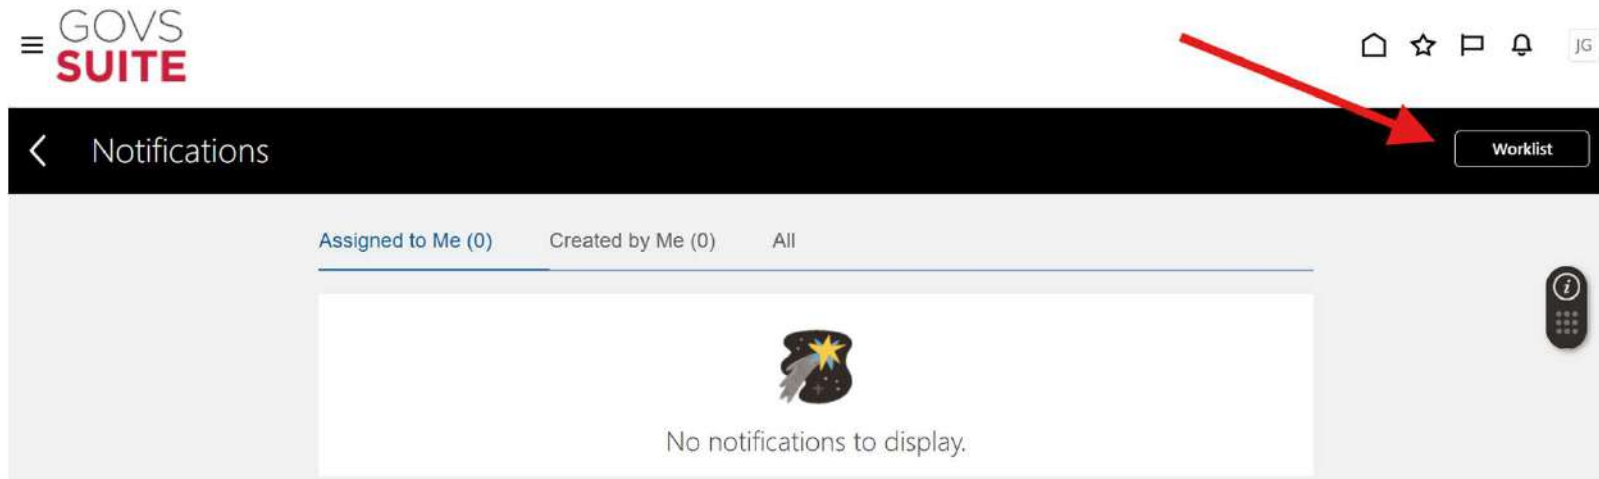 GOVS
SUITE
JG
Notifications
Worklist
Assigned to Me (0)
Created by Me (0)
All
i
No notifications to display.